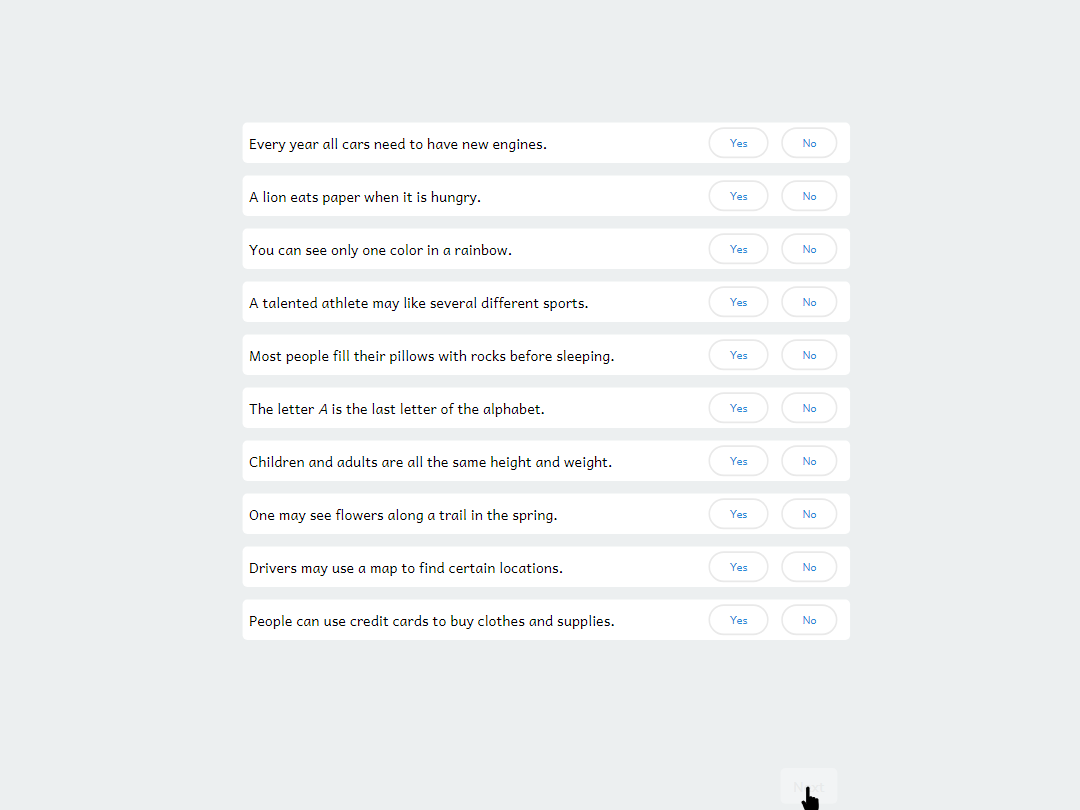 Every year all cars need to have new engines. Yes No
A lion eats paper when it is hungry. Yes No
You can see only one color in a rainbow. Yes No
A talented athlete may like several different sports. Yes No
Most people fill their pillows with rocks before sleeping. Yes No
The letter A is the last letter of the alphabet. Yes No
Children and adults are all the same height and weight. Yes No
One may see flowers along a trail in the spring. Yes No
Drivers may use a map to find certain locations. Yes No
People can use credit cards to buy clothes and supplies. Yes No